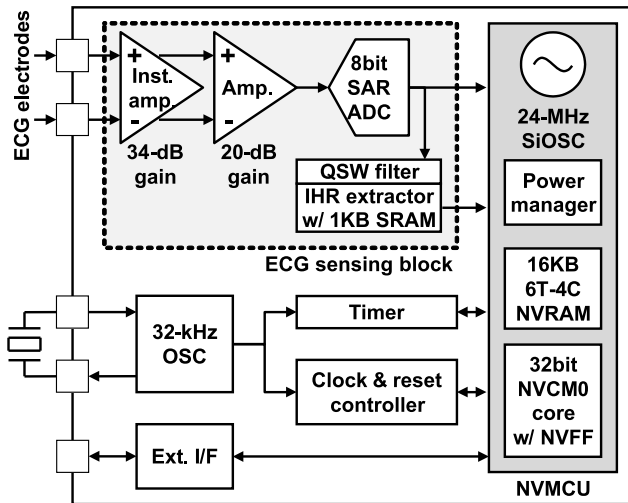 ECG electrodes
+
-
Inst.
amp.
34-dB
gain
+
-
Amp.
20-dB
gain
8bit
SAR
ADC
QSW filter
IHR extractor
w/ 1KB SRAM
ECG sensing block
24-MHz
SiOSC
Power
manager
16KB
6T-4C
NVRAM
32bit
NVCM0
core
w/ NVFF
NVMCU
32-kHz
OSC
Timer
Clock & reset
controller
Ext. I/F